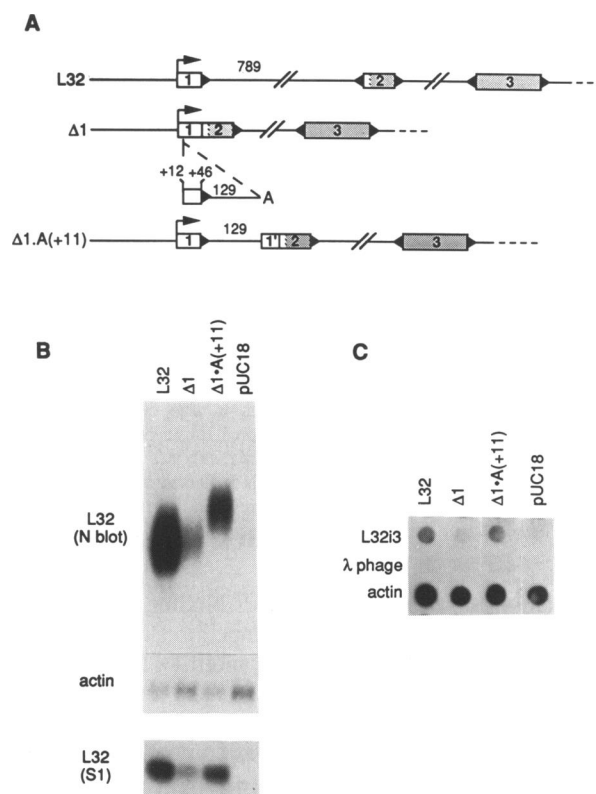 A
L32
789
1
2
3
Δ1
1
2
3
+12 +46
129
A
Δ1.A(+11)
129
1
1'
2
3
B
L32
Δ1
Δ1•A(+11)
pUC18
L32
(N blot)
actin
L32
(S1)
C
L32
Δ1
Δ1•A(+11)
pUC18
L32i3
λ phage
actin